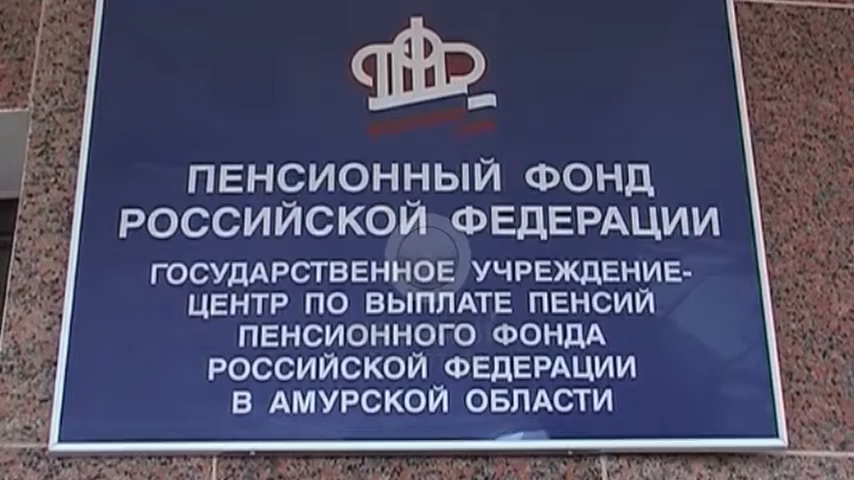 ПЕНСИОННЫЙ ФОНД
РОССИЙСКОЙ ФЕДЕРАЦИИ
ГОСУДАРСТВЕННОЕ УЧРЕЖДЕНИЕ-
ЦЕНТР ПО ВЫПЛАТЕ ПЕНСИЙ
ПЕНСИОННОГО ФОНДА
РОССИЙСКОЙ ФЕДЕРАЦИИ
В АМУРСКОЙ ОБЛАСТИ